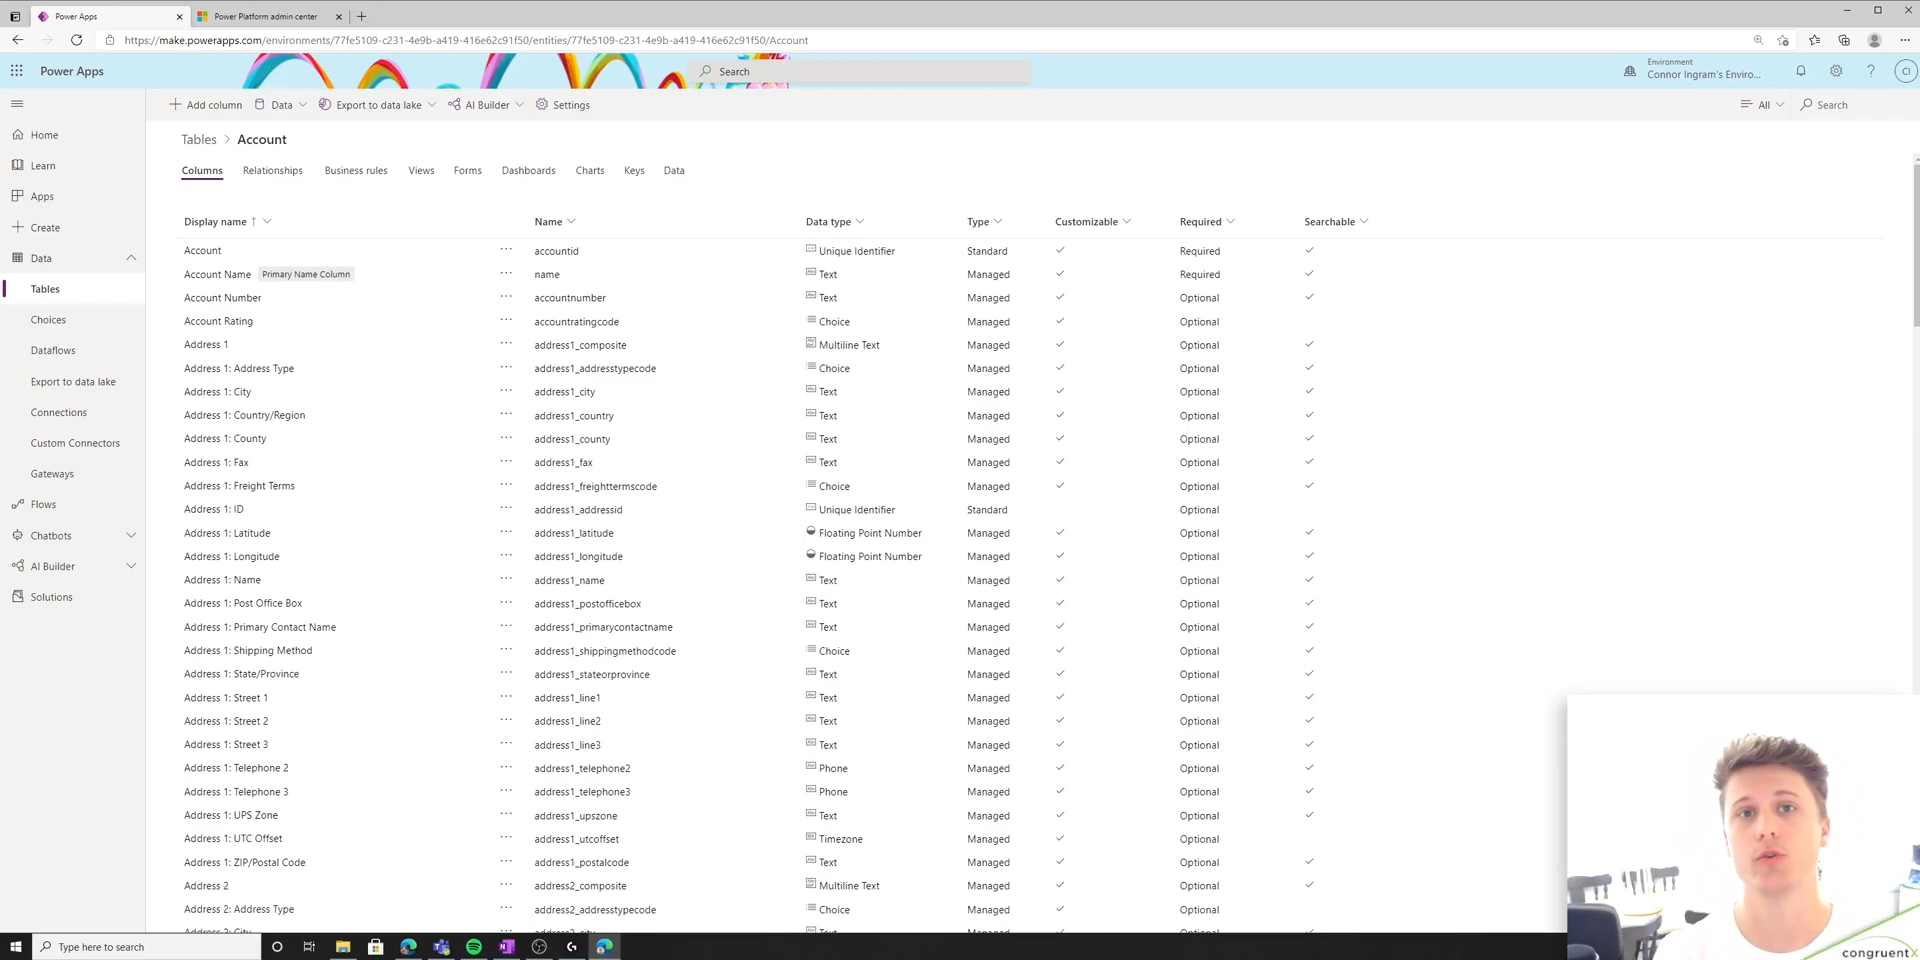 Power Apps
Power Platform admin center
https://make.powerapps.com/environments/77fe5109-c231-4e9b-a419-416e62c91f50/entities/77fe5109-c231-4e9b-a419-416e62c91f50/Account
Power Apps
Search
Environment
Connor Ingram's Enviro...
CI
Add column Data Export to data lake AI Builder Settings All Search
Home
Learn
Apps
Create
Data
Tables
Choices
Dataflows
Export to data lake
Connections
Custom Connectors
Gateways
Flows
Chatbots
AI Builder
Solutions
Tables > Account
Columns Relationships Business rules Views Forms Dashboards Charts Keys Data
Display name ↑ Name Data type Type Customizable Required Searchable
Account ··· accountid Unique Identifier Standard ✓ Required ✓
Account Name Primary Name Column ··· name Text Managed ✓ Required ✓
Account Number ··· accountnumber Text Managed ✓ Optional ✓
Account Rating ··· accountratingcode Choice Managed ✓ Optional
Address 1 ··· address1_composite Multiline Text Managed ✓ Optional ✓
Address 1: Address Type ··· address1_addresstypecode Choice Managed ✓ Optional ✓
Address 1: City ··· address1_city Text Managed ✓ Optional ✓
Address 1: Country/Region ··· address1_country Text Managed ✓ Optional ✓
Address 1: County ··· address1_county Text Managed ✓ Optional ✓
Address 1: Fax ··· address1_fax Text Managed ✓ Optional ✓
Address 1: Freight Terms ··· address1_freighttermscode Choice Managed ✓ Optional ✓
Address 1: ID ··· address1_addressid Unique Identifier Standard Optional
Address 1: Latitude ··· address1_latitude Floating Point Number Managed ✓ Optional ✓
Address 1: Longitude ··· address1_longitude Floating Point Number Managed ✓ Optional ✓
Address 1: Name ··· address1_name Text Managed ✓ Optional ✓
Address 1: Post Office Box ··· address1_postofficebox Text Managed ✓ Optional ✓
Address 1: Primary Contact Name ··· address1_primarycontactname Text Managed ✓ Optional ✓
Address 1: Shipping Method ··· address1_shippingmethodcode Choice Managed ✓ Optional ✓
Address 1: State/Province ··· address1_stateorprovince Text Managed ✓ Optional ✓
Address 1: Street 1 ··· address1_line1 Text Managed ✓ Optional ✓
Address 1: Street 2 ··· address1_line2 Text Managed ✓ Optional ✓
Address 1: Street 3 ··· address1_line3 Text Managed ✓ Optional ✓
Address 1: Telephone 2 ··· address1_telephone2 Phone Managed ✓ Optional ✓
Address 1: Telephone 3 ··· address1_telephone3 Phone Managed ✓ Optional ✓
Address 1: UPS Zone ··· address1_upszone Text Managed ✓ Optional ✓
Address 1: UTC Offset ··· address1_utcoffset Timezone Managed ✓ Optional
Address 1: ZIP/Postal Code ··· address1_postalcode Text Managed ✓ Optional ✓
Address 2 ··· address2_composite Multiline Text Managed ✓ Optional ✓
Address 2: Address Type ··· address2_addresstypecode Choice Managed ✓ Optional
Type here to search